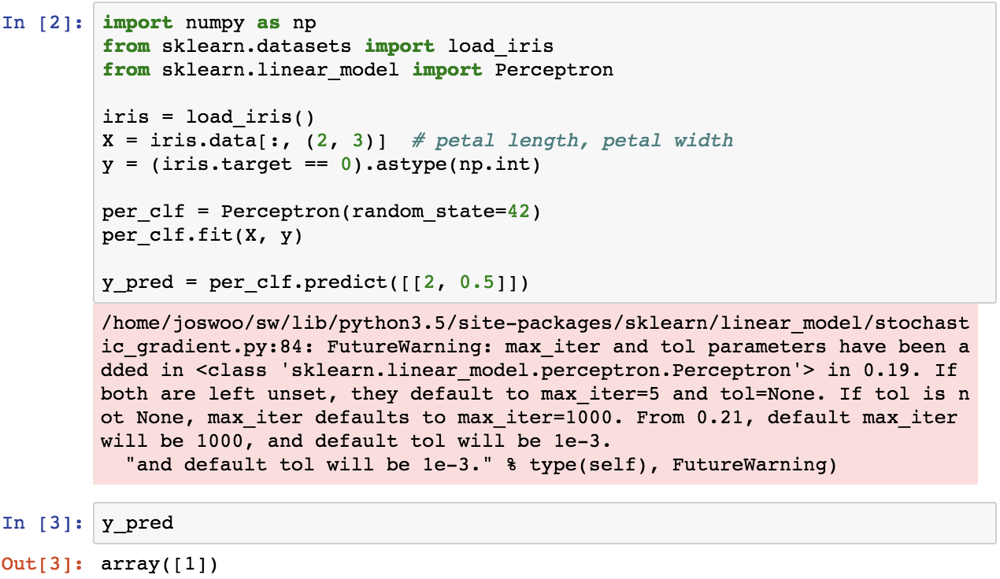 In [2]: import numpy as np
from sklearn.datasets import load_iris
from sklearn.linear_model import Perceptron
iris = load_iris()
X = iris.data[:, (2, 3)]  # petal length, petal width
y = (iris.target == 0).astype(np.int)
per_clf = Perceptron(random_state=42)
per_clf.fit(X, y)
y_pred = per_clf.predict([[2, 0.5]])
/home/joswoo/sw/lib/python3.5/site-packages/sklearn/linear_model/stochast
ic_gradient.py:84: FutureWarning: max_iter and tol parameters have been a
dded in <class 'sklearn.linear_model.perceptron.Perceptron'> in 0.19. If
both are left unset, they default to max_iter=5 and tol=None. If tol is n
ot None, max_iter defaults to max_iter=1000. From 0.21, default max_iter
will be 1000, and default tol will be 1e-3.
  "and default tol will be 1e-3." % type(self), FutureWarning)
In [3]: y_pred
Out[3]: array([1])